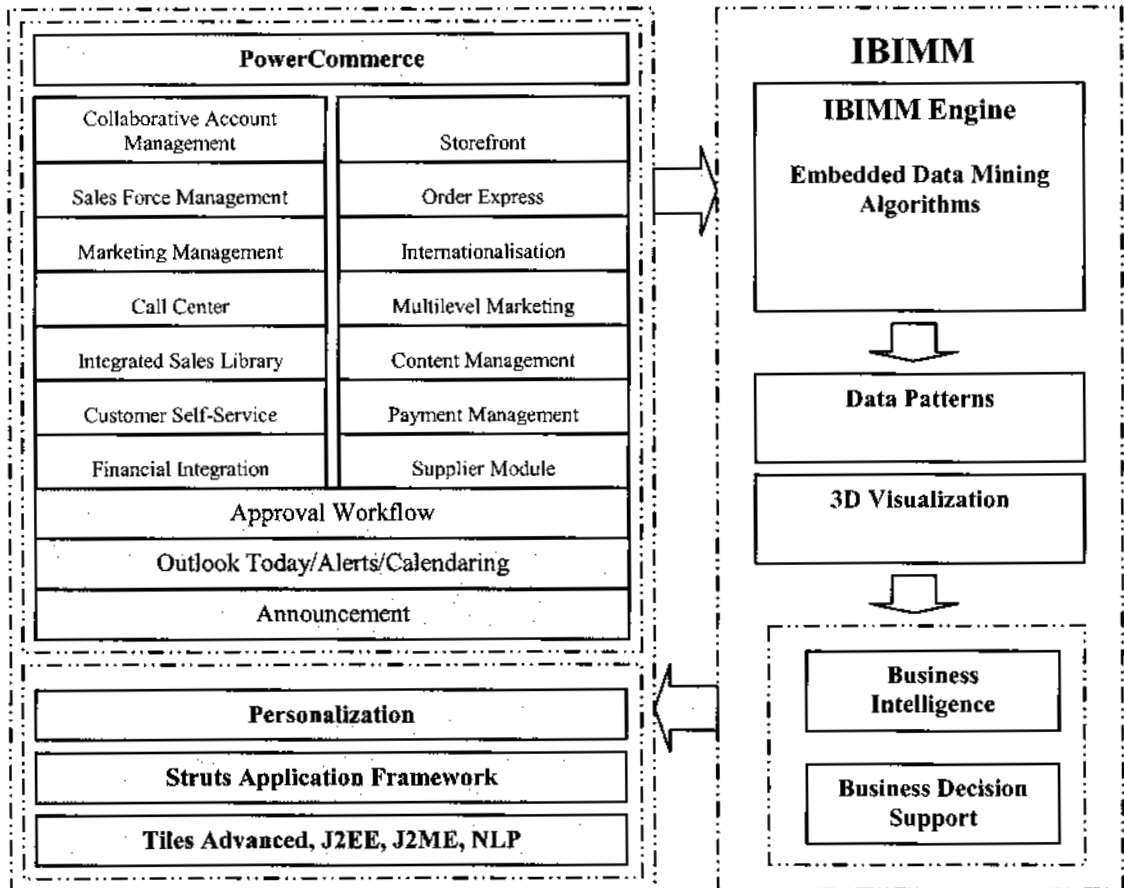 PowerCommerce
Collaborative Account
Management
Storefront
Sales Force Management
Order Express
Marketing Management
Internationalisation
Call Center
Multilevel Marketing
Integrated Sales Library
Content Management
Customer Self-Service
Payment Management
Financial Integration
Supplier Module
Approval Workflow
Outlook Today/Alerts/Calendaring
Announcement
Personalization
Struts Application Framework
Tiles Advanced, J2EE, J2ME, NLP
IBIMM
IBIMM Engine
Embedded Data Mining
Algorithms
Data Patterns
3D Visualization
Business
Intelligence
Business Decision
Support